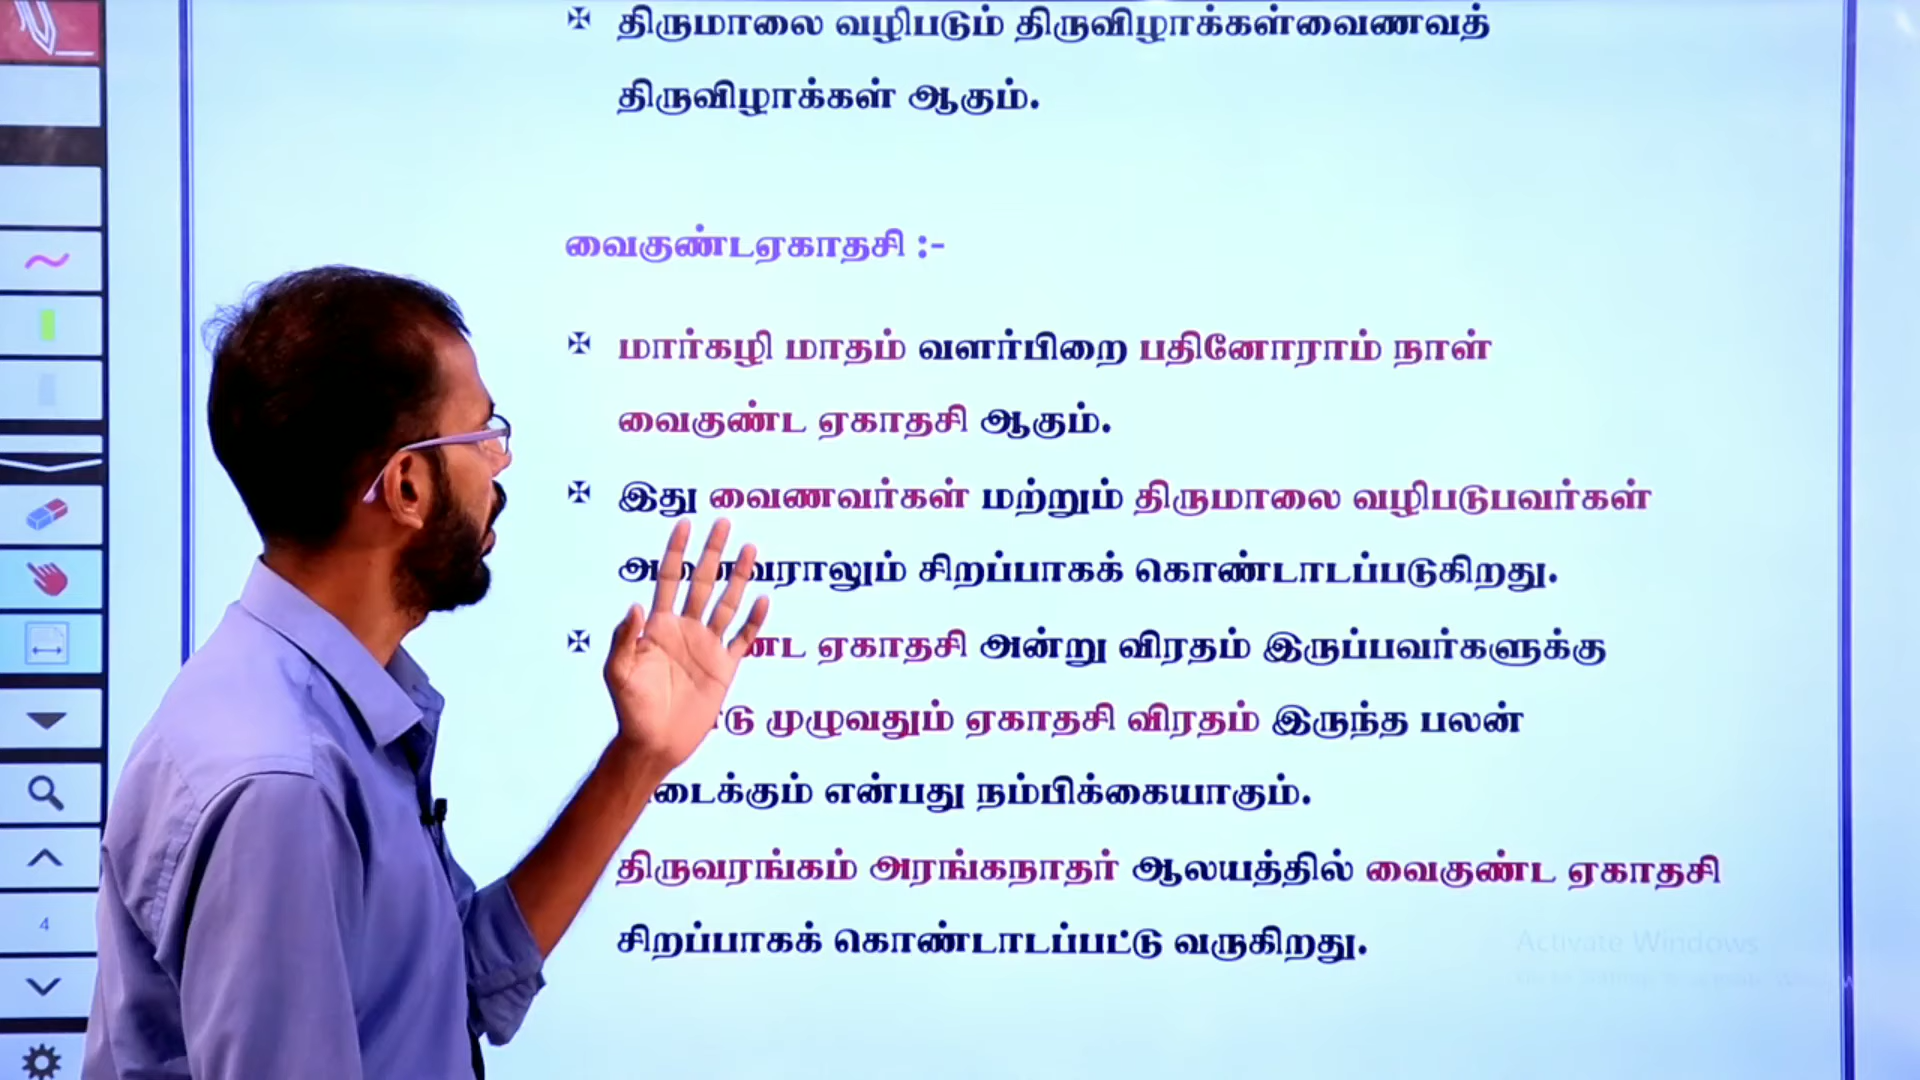 திருமாலை வழிபடும் திருவிழாக்கள்வைணவத்
திருவிழாக்கள் ஆகும்.
வைகுண்டஏகாதசி :-
மார்கழி மாதம் வளர்பிறை பதினோராம் நாள்
வைகுண்ட ஏகாதசி ஆகும்.
இது வைணவர்கள் மற்றும் திருமாலை வழிபடுபவர்கள்
சிறப்பாகக் கொண்டாடப்படுகிறது.
ஏகாதசி அன்று விரதம் இருப்பவர்களுக்கு
முழுவதும் ஏகாதசி விரதம் இருந்த பலன்
என்பது நம்பிக்கையாகும்.
திருவரங்கம் அரங்கநாதர் ஆலயத்தில் வைகுண்ட ஏகாதசி
சிறப்பாகக் கொண்டாடப்பட்டு வருகிறது.
4
Activate Windows